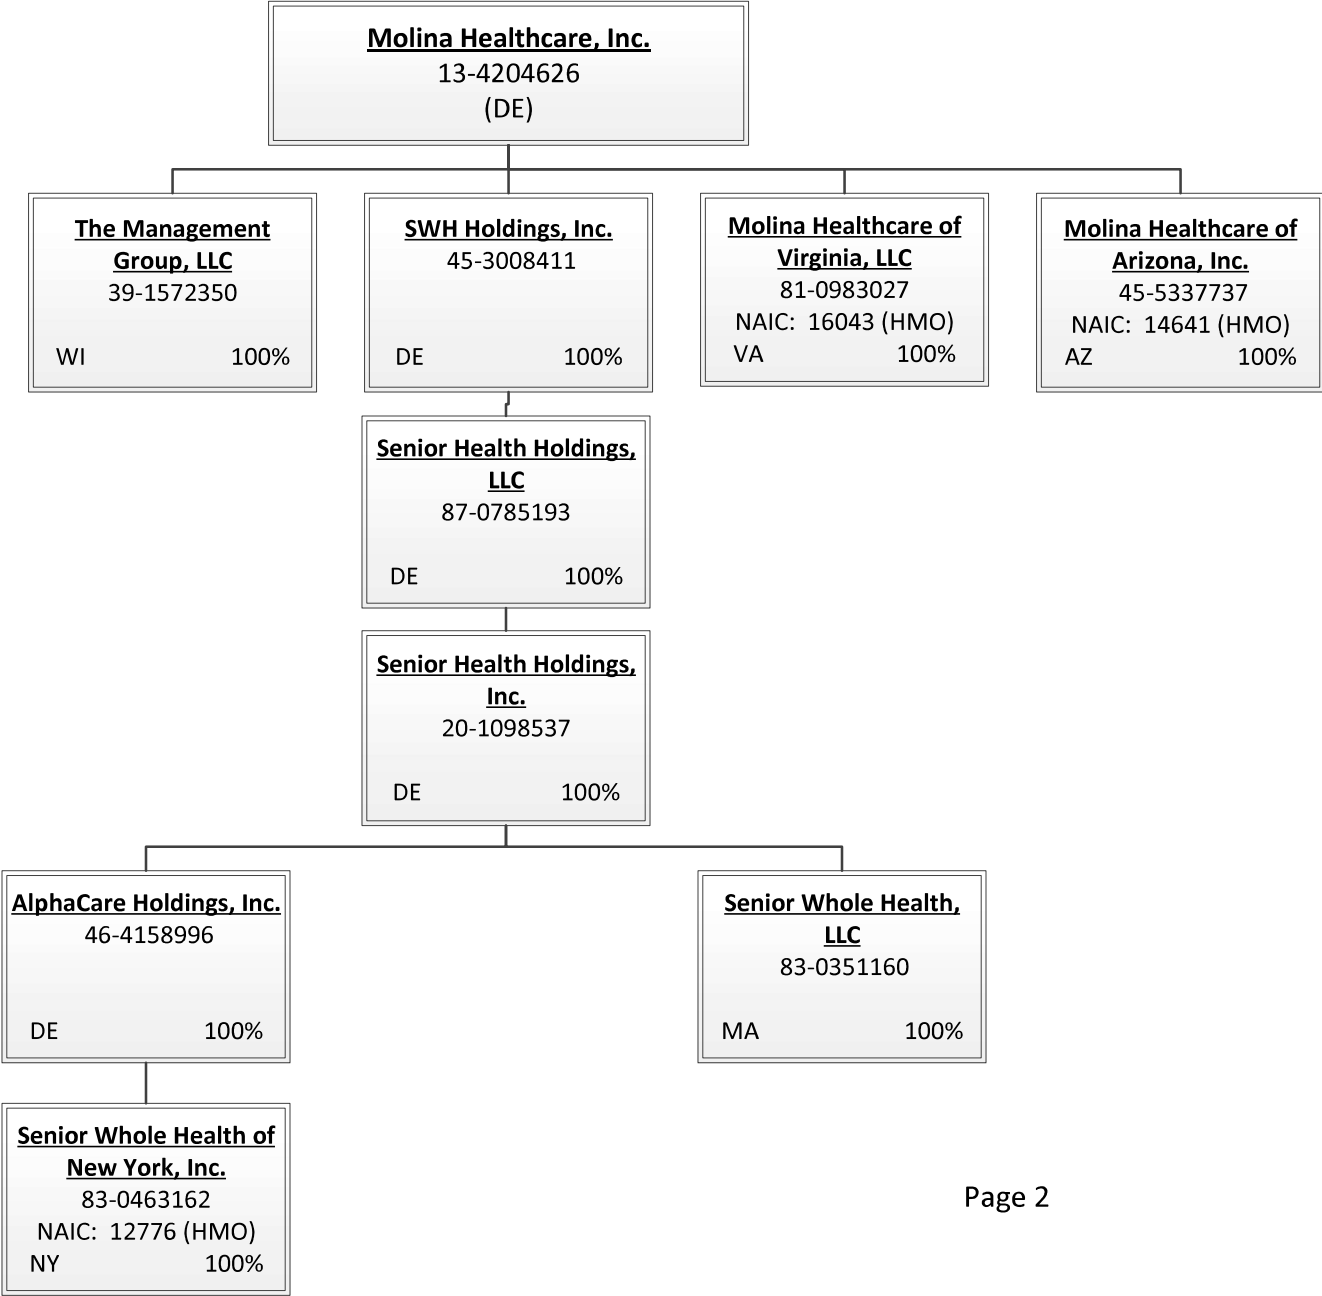 Molina Healthcare, Inc.
13-4204626
(DE)
The Management
Group, LLC
39-1572350
WI 100%
SWH Holdings, Inc.
45-3008411
DE 100%
Molina Healthcare of
Virginia, LLC
81-0983027
NAIC: 16043 (HMO)
VA 100%
Molina Healthcare of
Arizona, Inc.
45-5337737
NAIC: 14641 (HMO)
AZ 100%
Senior Health Holdings,
LLC
87-0785193
DE 100%
Senior Health Holdings,
Inc.
20-1098537
DE 100%
AlphaCare Holdings, Inc.
46-4158996
DE 100%
Senior Whole Health,
LLC
83-0351160
MA 100%
Senior Whole Health of
New York, Inc.
83-0463162
NAIC: 12776 (HMO)
NY 100%
Page 2